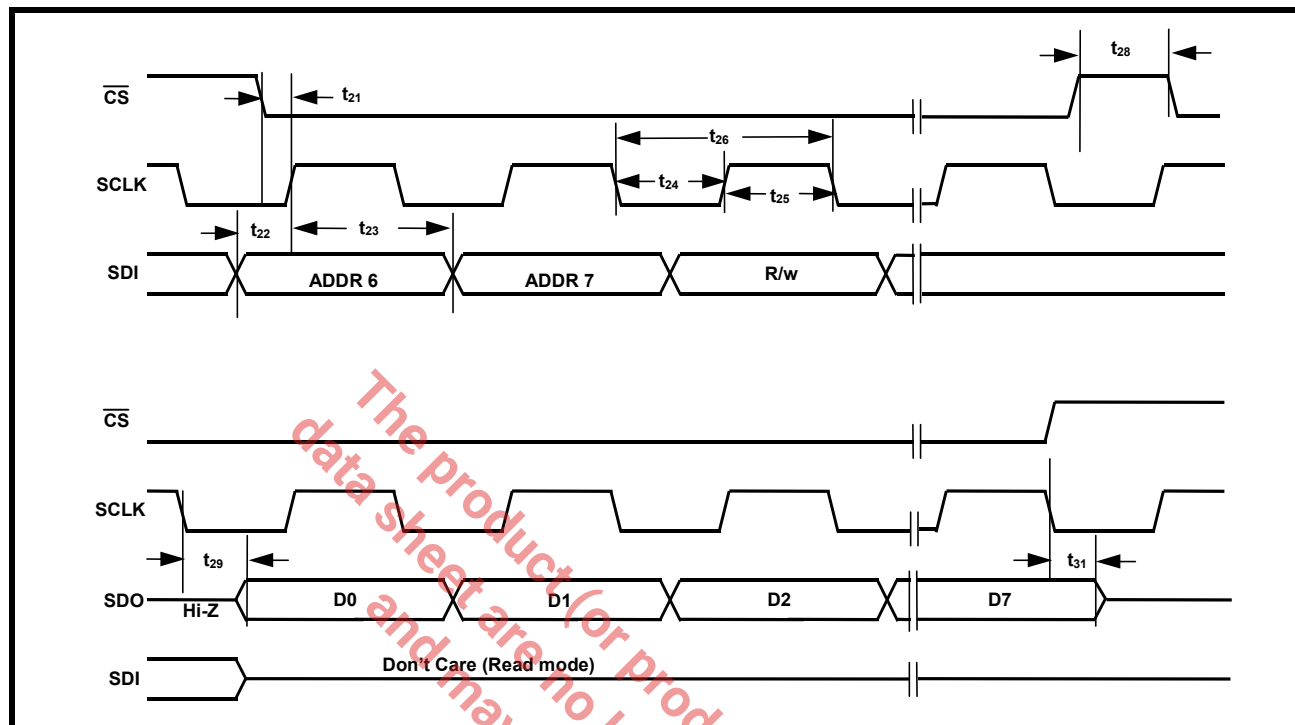 t28
CS
t21
t26
SCLK
t24
t25
t22
t23
SDI
ADDR 6
ADDR 7
R/w
CS
SCLK
t29
t31
SDO
Hi-Z
D0
D1
D2
D7
SDI
Don't Care (Read mode)
The product (or prod
data sheet are no
and may